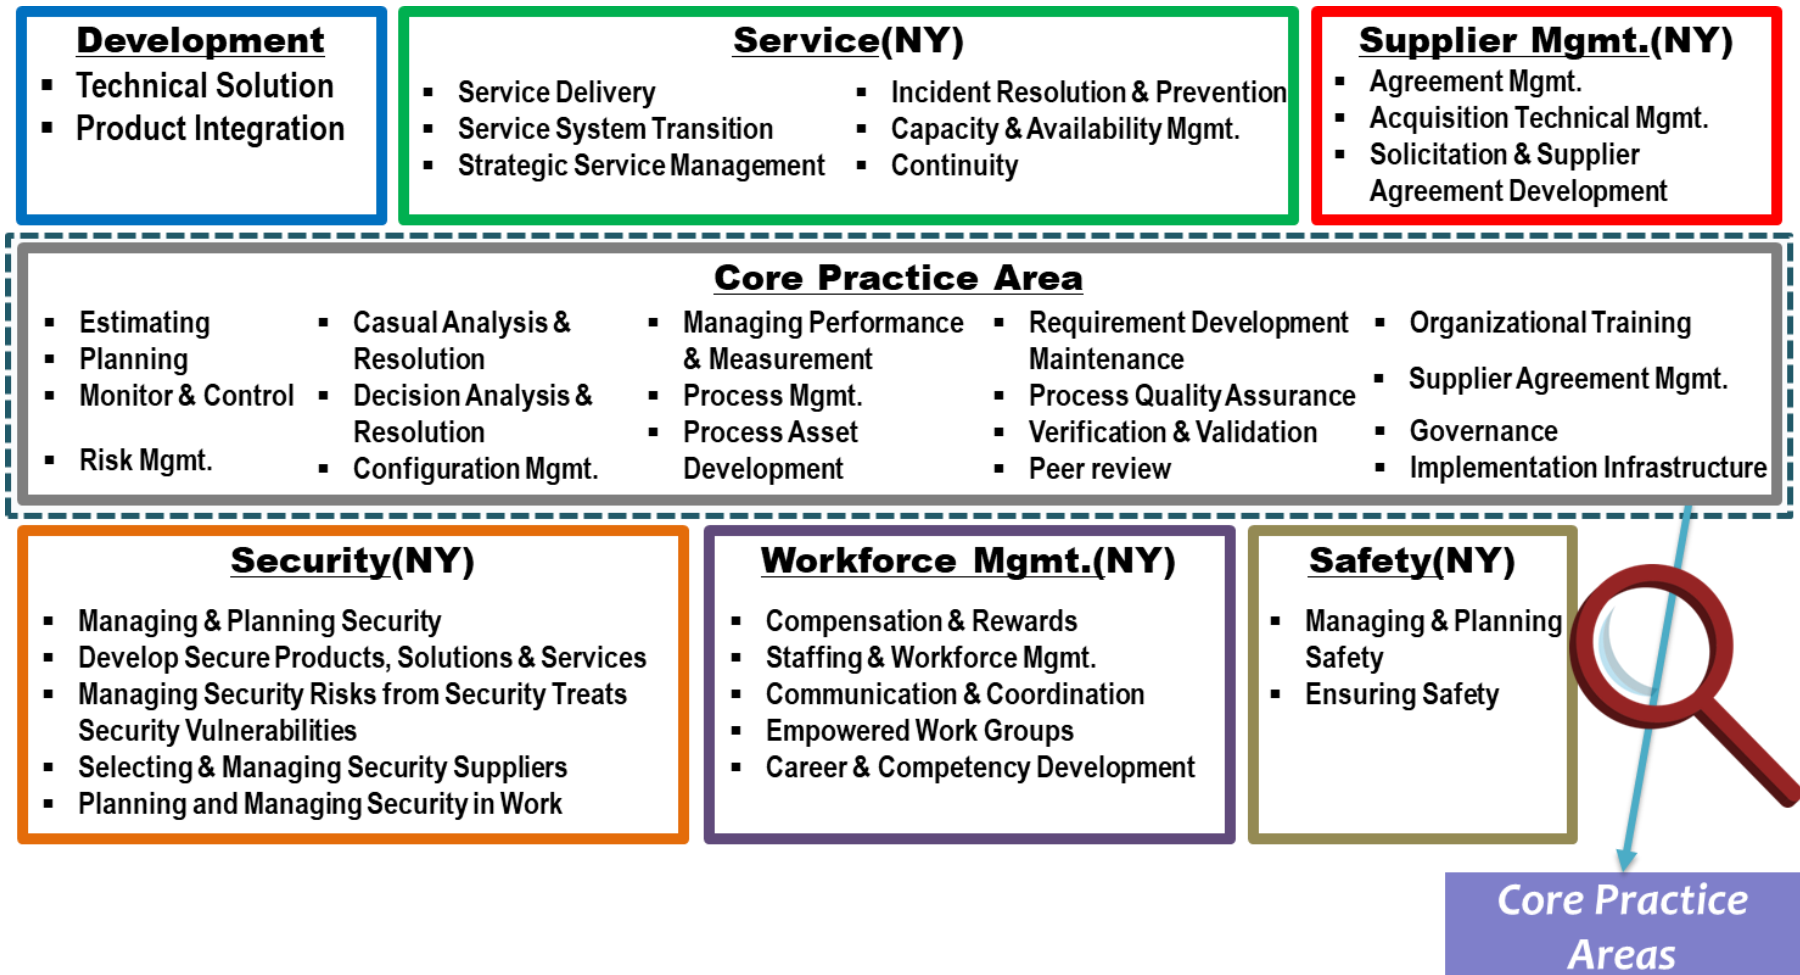 Development
▪ Technical Solution
▪ Product Integration
Service(NY)
▪ Service Delivery
▪ Service System Transition
▪ Strategic Service Management
▪ Incident Resolution & Prevention
▪ Capacity & Availability Mgmt.
▪ Continuity
Supplier Mgmt.(NY)
▪ Agreement Mgmt.
▪ Acquisition Technical Mgmt.
▪ Solicitation & Supplier
Agreement Development
Core Practice Area
▪ Estimating
▪ Planning
▪ Monitor & Control
▪ Risk Mgmt.
▪ Casual Analysis &
Resolution
▪ Decision Analysis &
Resolution
▪ Configuration Mgmt.
▪ Managing Performance
& Measurement
▪ Process Mgmt.
▪ Process Asset
Development
▪ Requirement Development
Maintenance
▪ Process Quality Assurance
▪ Verification & Validation
▪ Peer review
▪ Organizational Training
▪ Supplier Agreement Mgmt.
▪ Governance
▪ Implementation Infrastructure
Security(NY)
▪ Managing & Planning Security
▪ Develop Secure Products, Solutions & Services
▪ Managing Security Risks from Security Treats
Security Vulnerabilities
▪ Selecting & Managing Security Suppliers
▪ Planning and Managing Security in Work
Workforce Mgmt.(NY)
▪ Compensation & Rewards
▪ Staffing & Workforce Mgmt.
▪ Communication & Coordination
▪ Empowered Work Groups
▪ Career & Competency Development
Safety(NY)
▪ Managing & Planning
Safety
▪ Ensuring Safety
Core Practice
Areas